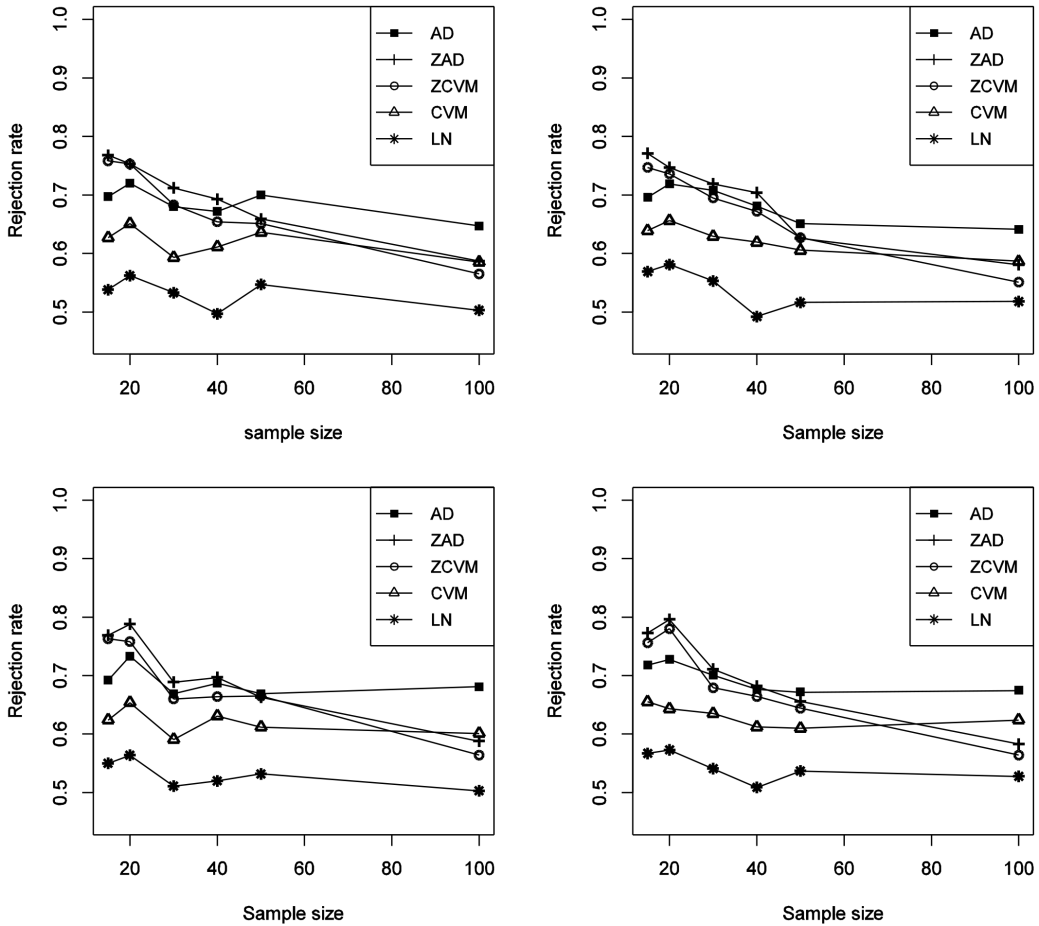 Rejection rate
1.0
0.9
0.8
0.7
0.6
0.5
AD
ZAD
ZCVM
CVM
LN
20 40 60 80 100
sample size
Rejection rate
1.0
0.9
0.8
0.7
0.6
0.5
AD
ZAD
ZCVM
CVM
LN
20 40 60 80 100
Sample size
Rejection rate
1.0
0.9
0.8
0.7
0.6
0.5
AD
ZAD
ZCVM
CVM
LN
20 40 60 80 100
Sample size
Rejection rate
1.0
0.9
0.8
0.7
0.6
0.5
AD
ZAD
ZCVM
CVM
LN
20 40 60 80 100
Sample size